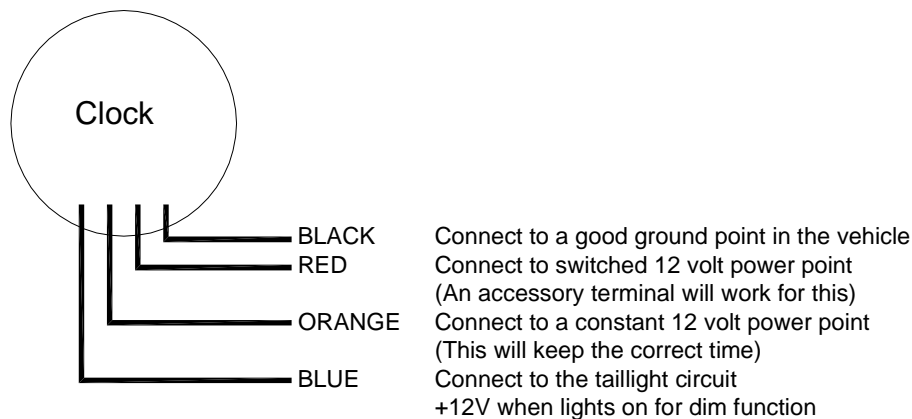 Clock
BLACK Connect to a good ground point in the vehicle
RED Connect to switched 12 volt power point
(An accessory terminal will work for this)
ORANGE Connect to a constant 12 volt power point
(This will keep the correct time)
BLUE Connect to the taillight circuit
+12V when lights on for dim function